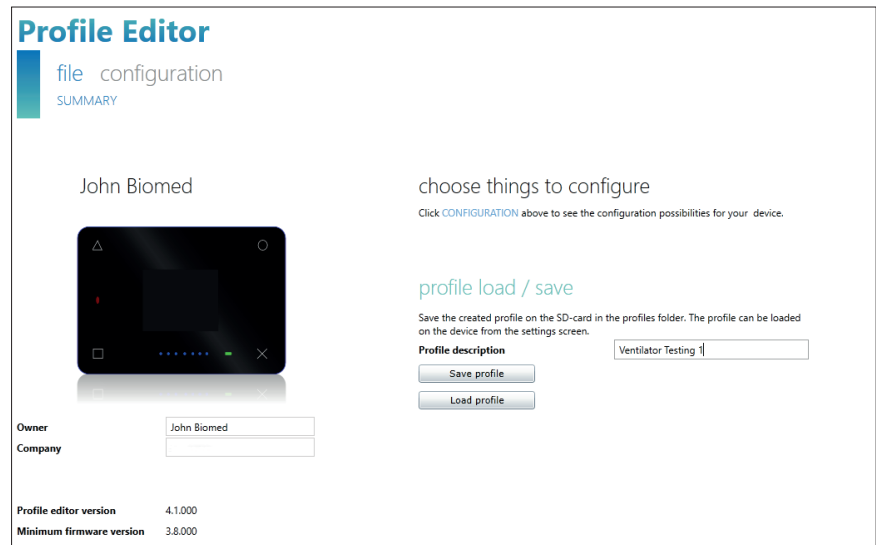 Profile Editor
file configuration
SUMMARY
John Biomed
choose things to configure
Click CONFIGURATION above to see the configuration possibilities for your device.
profile load / save
Save the created profile on the SD-card in the profiles folder. The profile can be loaded
on the device from the settings screen.
Profile description Ventilator Testing 1
Save profile
Load profile
Owner John Biomed
Company
Profile editor version 4.1.000
Minimum firmware version 3.8.000